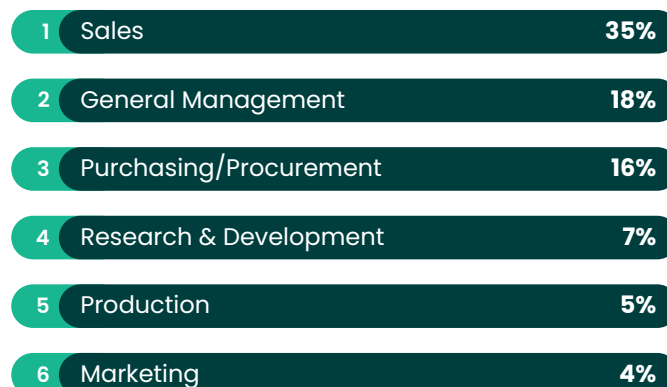 1 Sales 35%
2 General Management 18%
3 Purchasing/Procurement 16%
4 Research & Development 7%
5 Production 5%
6 Marketing 4%